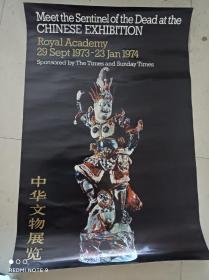 Meet the Sentinel of the Dead at the
CHINESE EXHIBITION
Royal Academy
29 Sept 1973-23 Jan 1974
Sponsored by The Times and Sunday Times
中华文物展览
REDMI NOTE 9